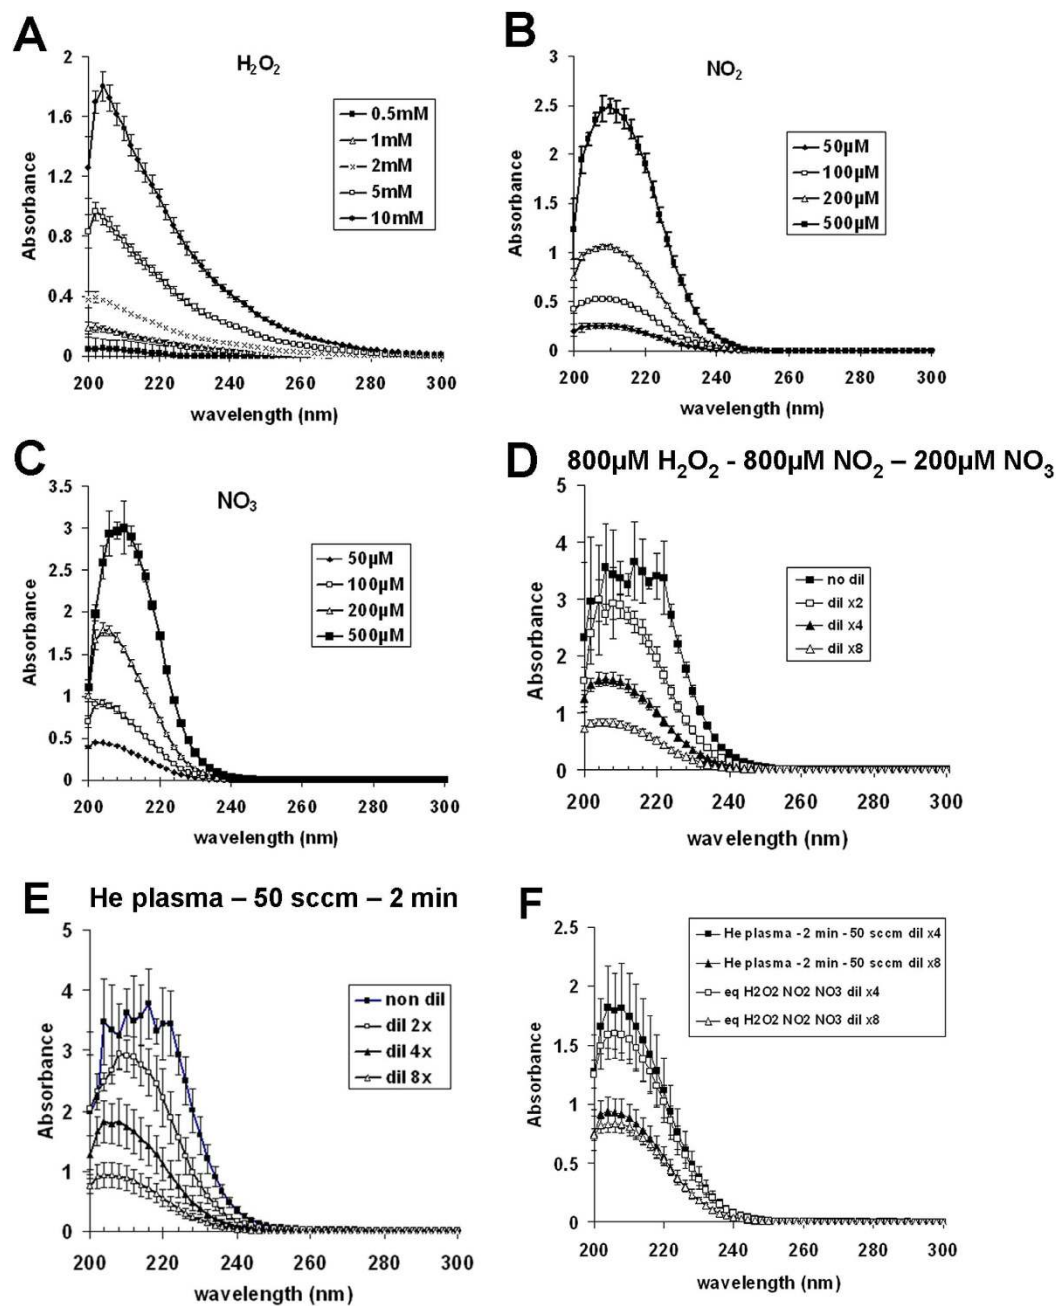 A
H2O2
2
1.6
1.2
0.8
0.4
0
Absorbance
0.5mM
1mM
2mM
5mM
10mM
200 220 240 260 280 300
wavelength (nm)
B
NO2
3
2.5
2
1.5
1
0.5
0
Absorbance
50µM
100µM
200µM
500µM
200 220 240 260 280 300
wavelength (nm)
C
NO3
3.5
3
2.5
2
1.5
1
0.5
0
Absorbance
50µM
100µM
200µM
500µM
200 220 240 260 280 300
wavelength (nm)
D
800µM H2O2 - 800µM NO2 – 200µM NO3
5
4
3
2
1
0
Absorbance
no dil
dil x2
dil x4
dil x8
200 220 240 260 280 300
wavelength (nm)
E
He plasma – 50 sccm – 2 min
5
4
3
2
1
0
Absorbance
non dil
dil 2x
dil 4x
dil 8x
200 220 240 260 280 300
wavelength (nm)
F
2.5
2
1.5
1
0.5
0
Absorbance
He plasma -2 min - 50 sccm dil x4
He plasma -2 min - 50 sccm dil x8
eq H2O2 NO2 NO3 dil x4
eq H2O2 NO2 NO3 dil x8
200 220 240 260 280 300
wavelength (nm)